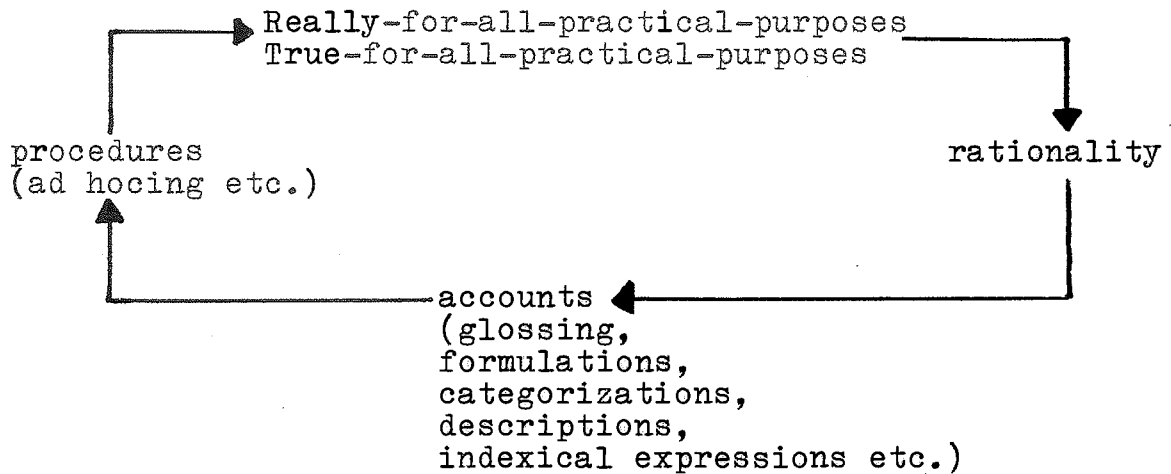 Really-for-all-practical-purposes
True-for-all-practical-purposes
procedures
(ad hocing etc.)
rationality
accounts
(glossing,
formulations,
categorizations,
descriptions,
indexical expressions etc.)